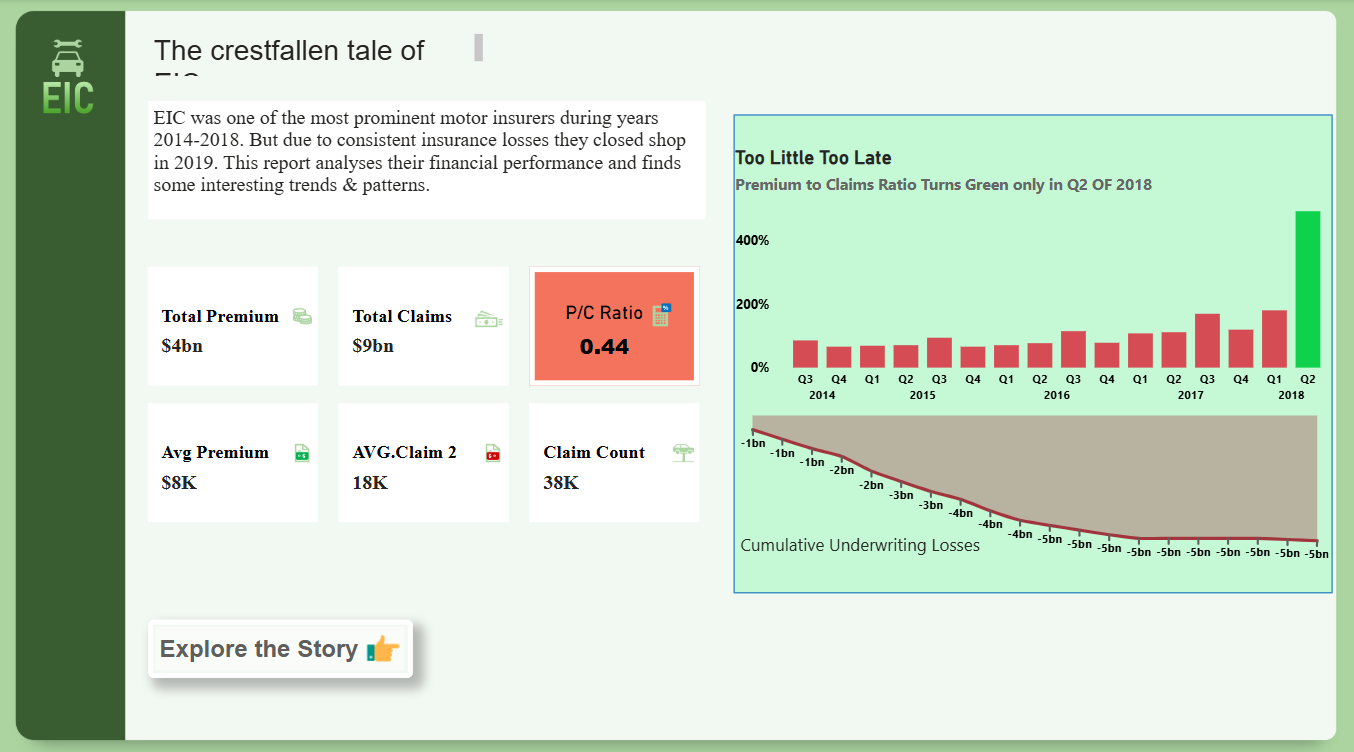 EIC
The crestfallen tale of
EIC was one of the most prominent motor insurers during years
2014-2018. But due to consistent insurance losses they closed shop
in 2019. This report analyses their financial performance and finds
some interesting trends & patterns.
Total Premium
$4bn
Total Claims
$9bn
P/C Ratio
0.44
Avg Premium
$8K
AVG.Claim 2
18K
Claim Count
38K
Explore the Story
Too Little Too Late
Premium to Claims Ratio Turns Green only in Q2 OF 2018
400%
200%
0%
Q3 Q4 Q1 Q2 Q3 Q4 Q1 Q2 Q3 Q4 Q1 Q2 Q3 Q4 Q1 Q2
2014 2015 2016 2017 2018
-1bn -1bn -1bn -2bn -2bn -3bn -3bn -4bn -4bn -4bn -5bn -5bn -5bn -5bn -5bn -5bn -5bn -5bn -5bn -5bn
Cumulative Underwriting Losses